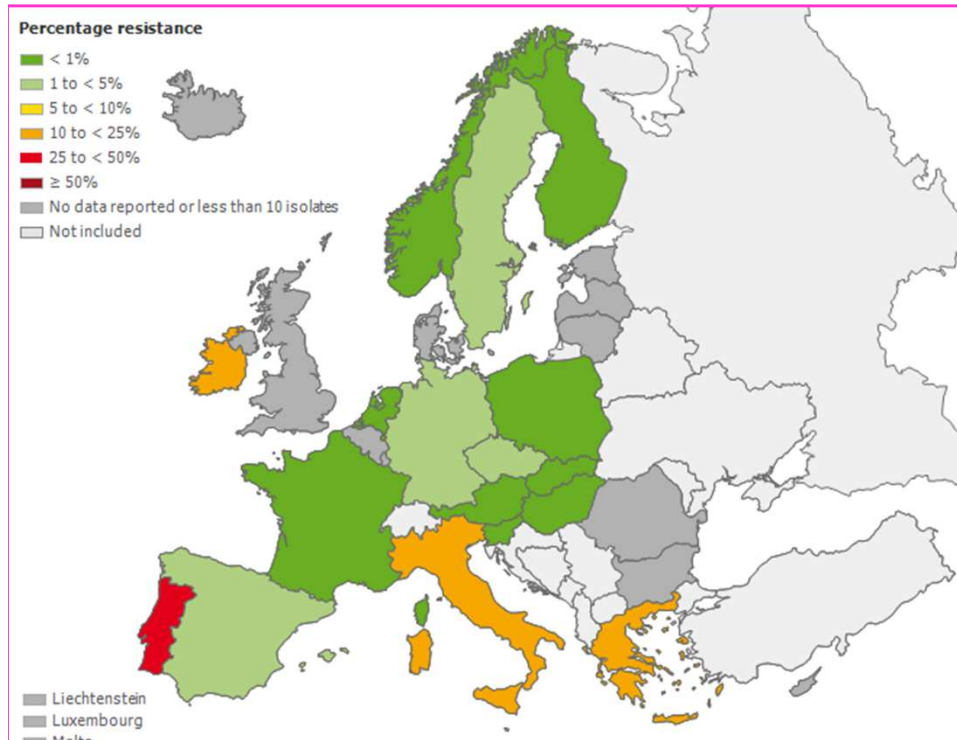 Percentage resistance
< 1%
1 to < 5%
5 to < 10%
10 to < 25%
25 to < 50%
≥ 50%
No data reported or less than 10 isolates
Not included
Liechtenstein
Luxembourg